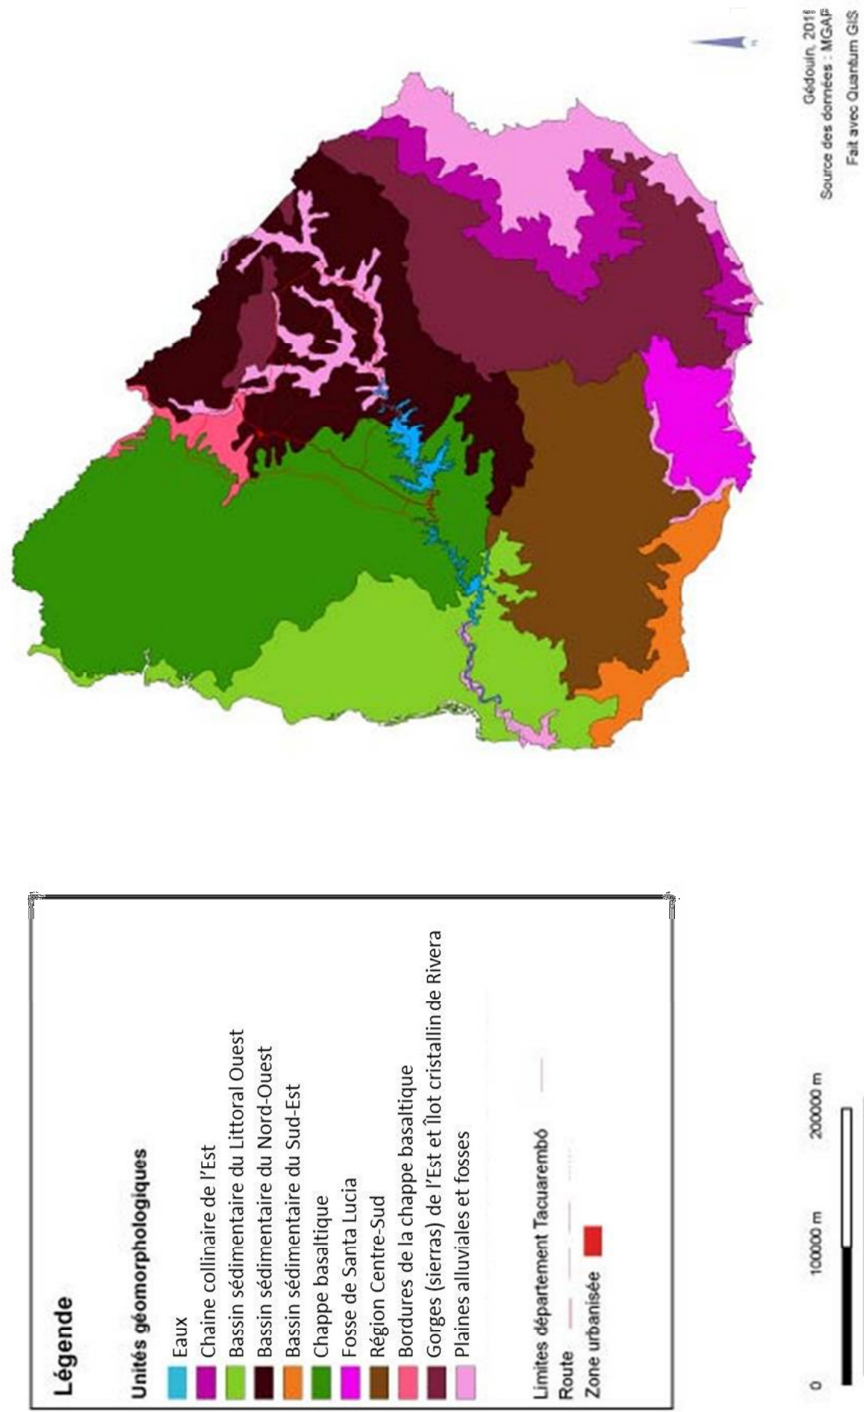 Légende
Unités géomorphologiques
Eaux
Chaine collinaire de l'Est
Bassin sédimentaire du Littoral Ouest
Bassin sédimentaire du Nord-Ouest
Bassin sédimentaire du Sud-Est
Chappe basaltique
Fosse de Santa Lucia
Région Centre-Sud
Bordures de la chappe basaltique
Gorges (sierras) de l'Est et Îlot cristallin de Rivera
Plaines alluviales et fosses
Limites département Tacuarembó
Route
Zone urbanisée
0 100000 m 200000 m
Gédouin,
Source des données : MGAP
Fait avec Quantum GIS